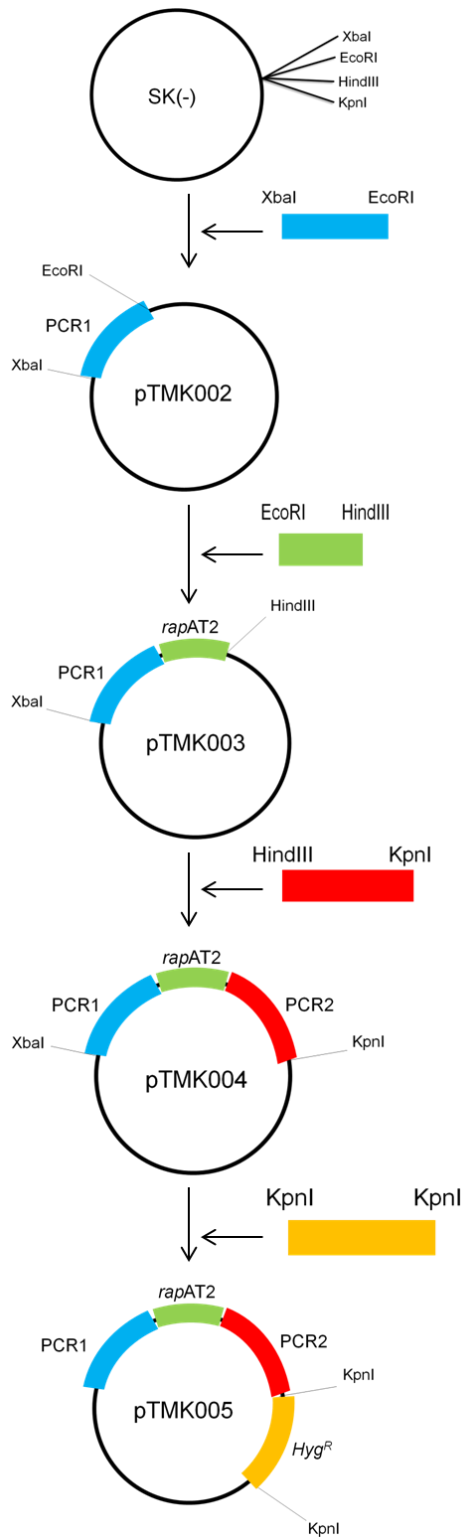 XbaI
EcoRI
SK(-)
HindIII
KpnI
XbaI EcoRI
EcoRI
PCR1
XbaI
pTMK002
EcoRI HindIII
HindIII
rapAT2
PCR1
XbaI
pTMK003
HindIII KpnI
rapAT2
PCR1 PCR2
XbaI KpnI
pTMK004
KpnI KpnI
rapAT2
PCR1 PCR2
KpnI
pTMK005
Hyg^R
KpnI